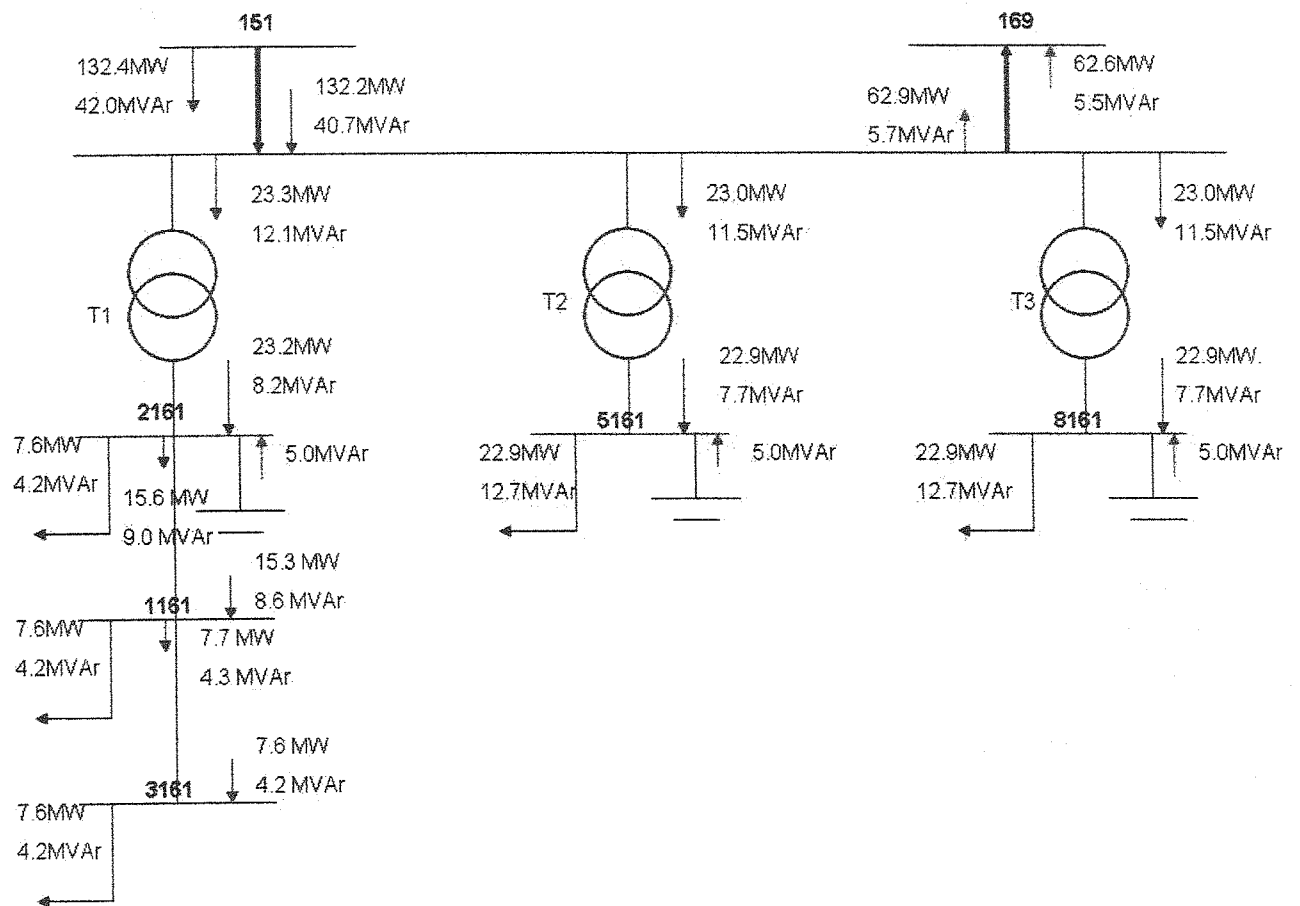 151
169
132.4MW
42.0MVAr
132.2MW
40.7MVAr
62.9MW
5.7MVAr
62.6MW
5.5MVAr
23.3MW
12.1MVAr
23.0MW
11.5MVAr
23.0MW
11.5MVAr
T1
T2
T3
23.2MW
8.2MVAr
22.9MW
7.7MVAr
22.9MW.
7.7MVAr
2161
5161
8161
7.6MW
4.2MVAr
5.0MVAr
15.6 MW
9.0 MVAr
22.9MW
12.7MVAr
5.0MVAr
22.9MW
12.7MVAr
5.0MVAr
15.3 MW
8.6 MVAr
1161
7.6MW
4.2MVAr
7.7 MW
4.3 MVAr
7.6 MW
4.2 MVAr
3161
7.6MW
4.2MVAr